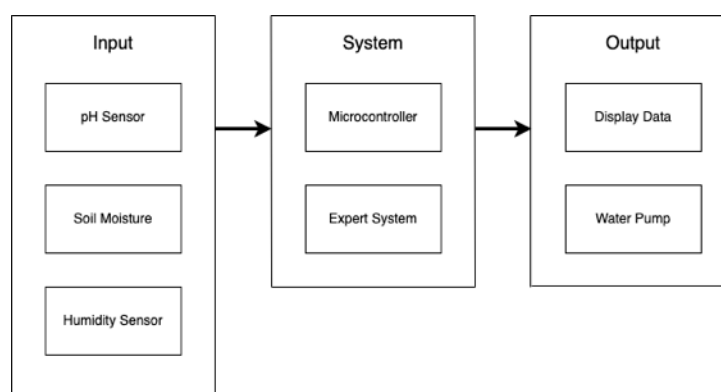 Input
pH Sensor
Soil Moisture
Humidity Sensor
System
Microcontroller
Expert System
Output
Display Data
Water Pump